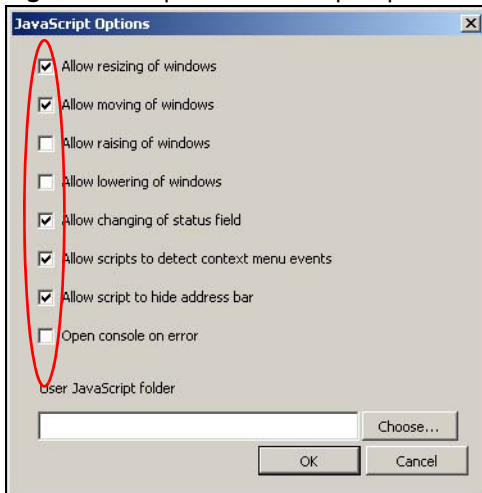 JavaScript Options
Allow resizing of windows
Allow moving of windows
Allow raising of windows
Allow lowering of windows
Allow changing of status field
Allow scripts to detect context menu events
Allow script to hide address bar
Open console on error
User JavaScript folder
Choose...
OK Cancel